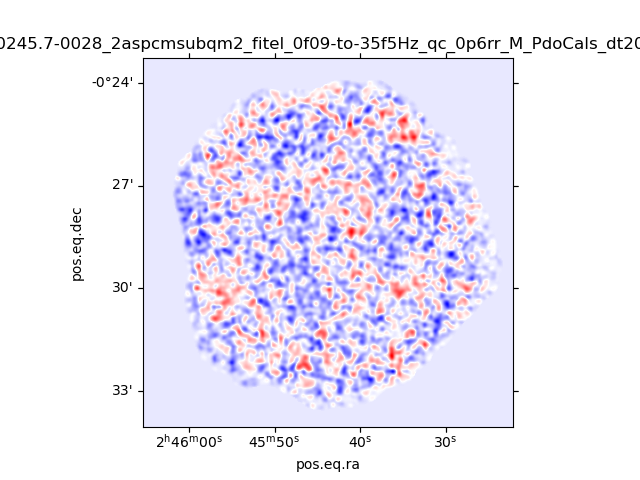 0245.7-0028_2aspcmsubqm2_fitel_0f09-to-35f5Hz_qc_0p6rr_M_PdoCals_dt20
-0°24'
27'
30'
33'
pos.eq.dec
2ʰ46ᵐ00ˢ 45ᵐ50ˢ 40ˢ 30ˢ
pos.eq.ra